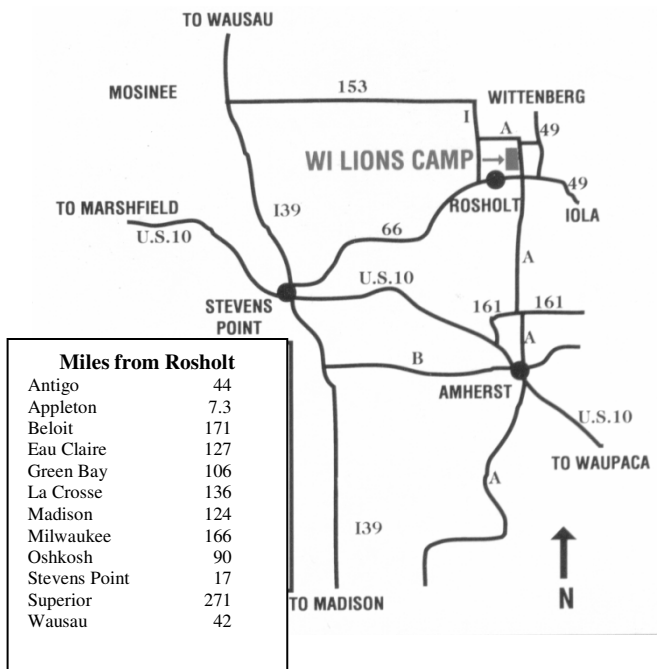 TO WAUSAU
153
MOSINEE
WITTENBERG
I
A
49
WI LIONS CAMP
49
ROSHOLT
IOLA
TO MARSHFIELD
U.S.10
I39
66
A
U.S.10
STEVENS
POINT
161
161
A
B
AMHERST
U.S.10
TO WAUPACA
A
I39
TO MADISON
N
Miles from Rosholt
Antigo 44
Appleton 7.3
Beloit 171
Eau Claire 127
Green Bay 106
La Crosse 136
Madison 124
Milwaukee 166
Oshkosh 90
Stevens Point 17
Superior 271
Wausau 42